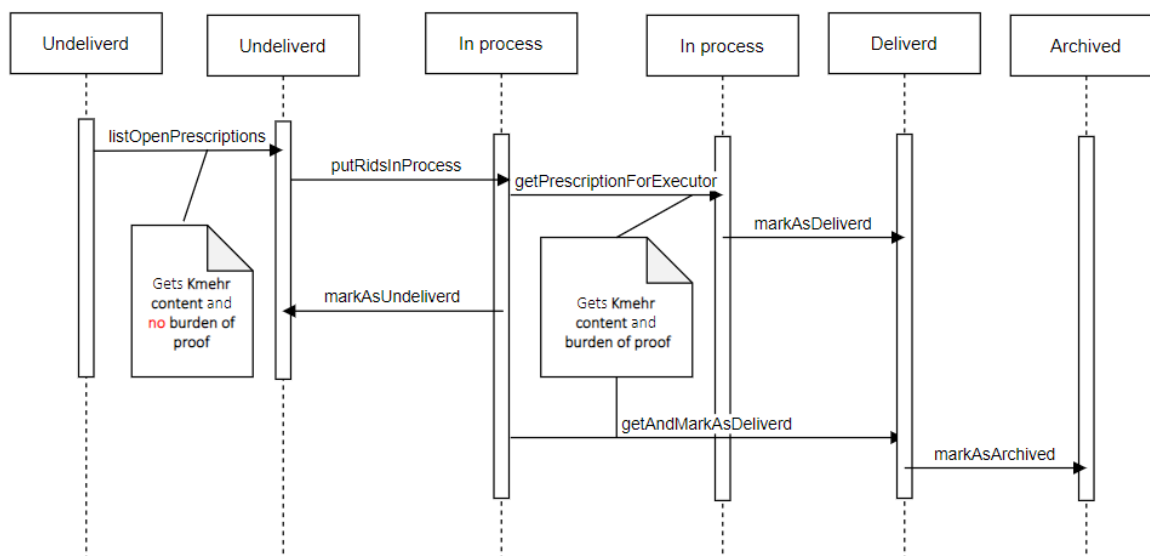 Undeliverd
Undeliverd
In process
In process
Deliverd
Archived
listOpenPrescriptions
putRidsInProcess
getPrescriptionForExecutor
markAsDeliverd
Gets Kmehr
content and
no burden of
proof
markAsUndeliverd
Gets Kmehr
content and
burden of proof
getAndMarkAsDeliverd
markAsArchived